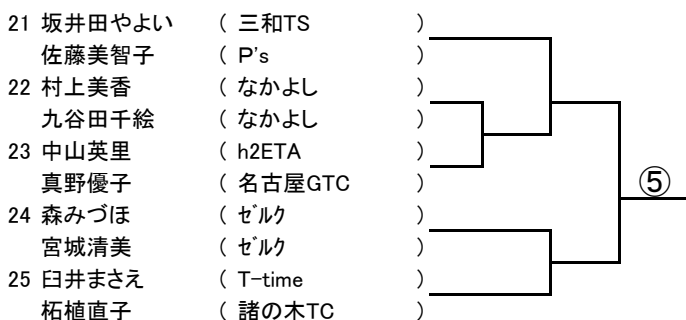 21 坂井田やよい ( 三和TS )
佐藤美智子 ( P's )
22 村上美香 ( なかよし )
九谷田千絵 ( なかよし )
23 中山英里 ( h2ETA )
真野優子 ( 名古屋GTC )
⑤
24 森みづほ ( ゼルク )
宮城清美 ( ゼルク )
25 臼井まさえ ( T-time )
柘植直子 ( 諸の木TC )